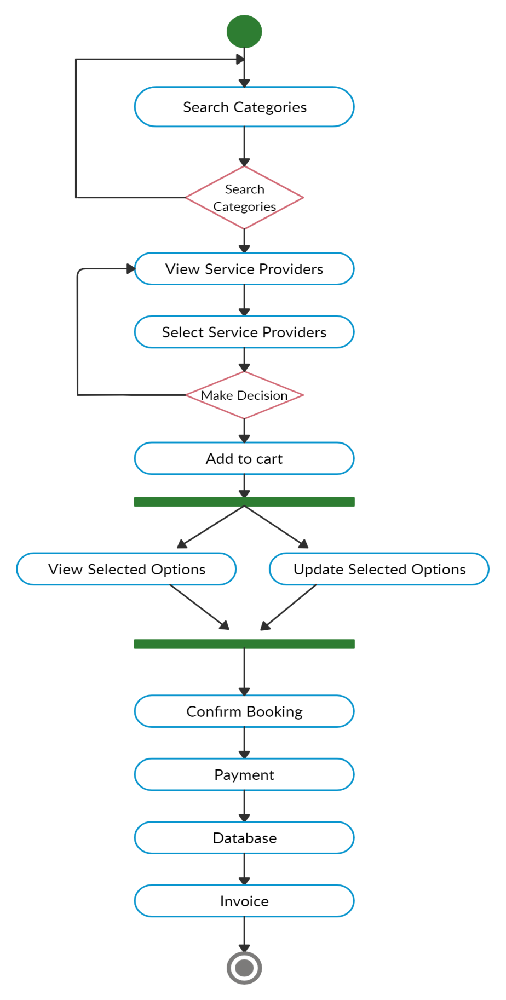 Search Categories
Search
Categories
View Service Providers
Select Service Providers
Make Decision
Add to cart
View Selected Options
Update Selected Options
Confirm Booking
Payment
Database
Invoice